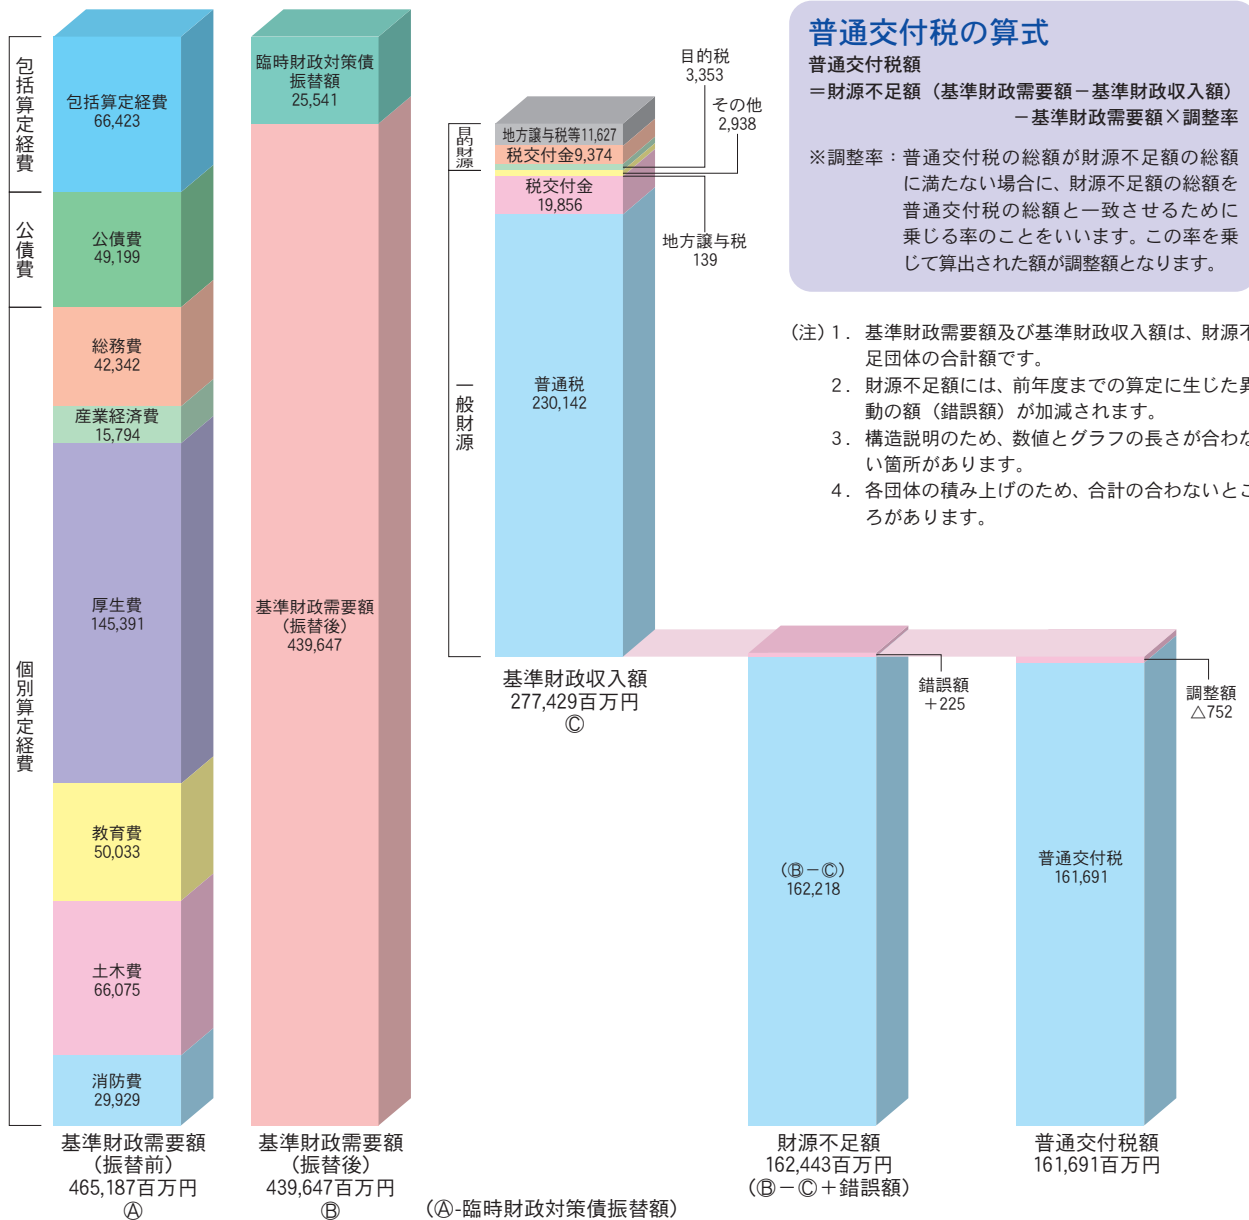 包括算定経費
公債費
個別算定経費
包括算定経費
66,423
公債費
49,199
総務費
42,342
産業経済費
15,794
厚生費
145,391
教育費
50,033
土木費
66,075
消防費
29,929
基準財政需要額
（振替前）
465,187百万円
Ⓐ
臨時財政対策債
振替額
25,541
基準財政需要額
（振替後）
439,647
基準財政需要額
（振替後）
439,647百万円
Ⓑ
（Ⓐ-臨時財政対策債振替額）
目的財源
一般財源
地方譲与税等11,627
税交付金9,374
税交付金
19,856
普通税
230,142
目的税
3,353
その他
2,938
地方譲与税
139
基準財政収入額
277,429百万円
Ⓒ
（Ⓑ－Ⓒ）
162,218
錯誤額
＋225
財源不足額
162,443百万円
（Ⓑ－Ⓒ＋錯誤額）
普通交付税
161,691
調整額
△752
普通交付税額
161,691百万円
普通交付税の算式
普通交付税額
＝財源不足額（基準財政需要額－基準財政収入額）
－基準財政需要額×調整率
※調整率：普通交付税の総額が財源不足額の総額
に満たない場合に、財源不足額の総額を
普通交付税の総額と一致させるために
乗じる率のことをいいます。この率を乗
じて算出された額が調整額となります。
（注）1． 基準財政需要額及び基準財政収入額は、財源不
足団体の合計額です。
2． 財源不足額には、前年度までの算定に生じた異
動の額（錯誤額）が加減されます。
3． 構造説明のため、数値とグラフの長さが合わな
い箇所があります。
4． 各団体の積み上げのため、合計の合わないとこ
ろがあります。